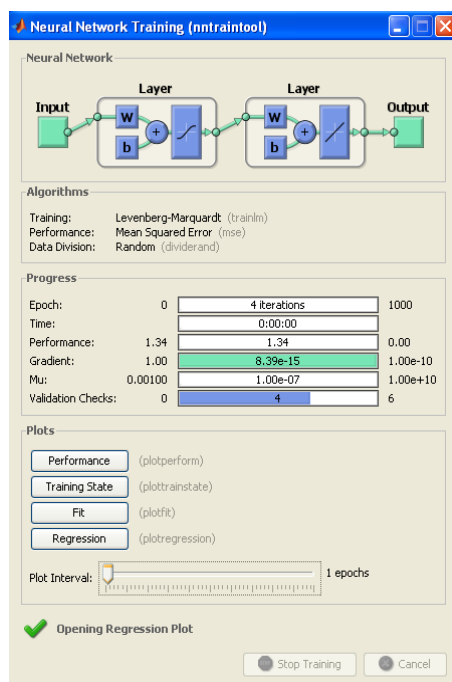 Neural Network Training (nntraintool)
Neural Network
Layer Layer
Input Output
W W
b b
Algorithms
Training: Levenberg-Marquardt (trainlm)
Performance: Mean Squared Error (mse)
Data Division: Random (dividerand)
Progress
Epoch: 0 4 iterations 1000
Time: 0:00:00
Performance: 1.34 1.34 0.00
Gradient: 1.00 8.39e-15 1.00e-10
Mu: 0.00100 1.00e-07 1.00e+10
Validation Checks: 0 4 6
Plots
Performance (plotperform)
Training State (plottrainstate)
Fit (plotfit)
Regression (plotregression)
Plot Interval: 1 epochs
Opening Regression Plot
Stop Training Cancel